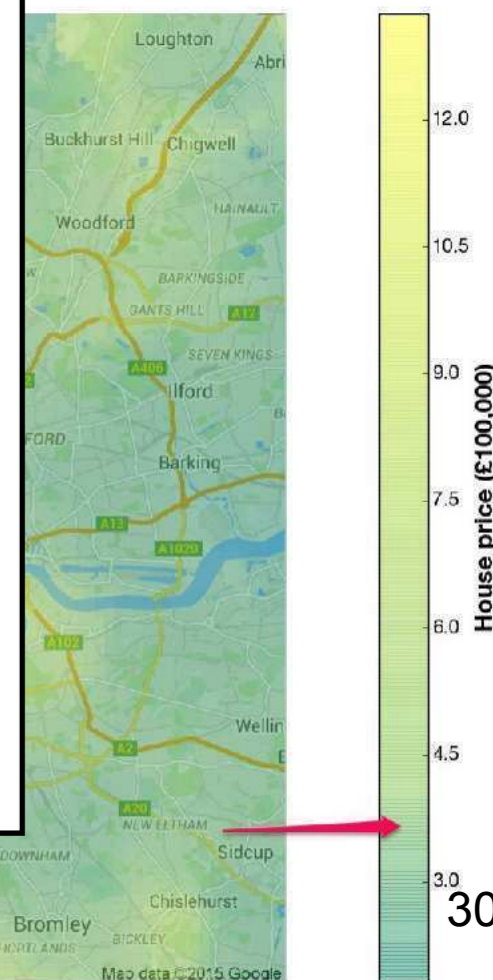 Loughton
Abri
Buckhurst Hill
Chigwell
HAINAULT
Woodford
BARKINGSIDE
GANTS HILL
A12
SEVEN KINGS
A406
Ilford
FORD
Barking
A13
A1020
A102
Wellin
A2
A20
NEW ELTHAM
DOWNHAM
Sidcup
Chislehurst
Bromley
BICKLEY
SHORTLANDS
Map data ©2015 Google
12.0
10.5
9.0
7.5
6.0
4.5
3.0
House price (£100,000)
30